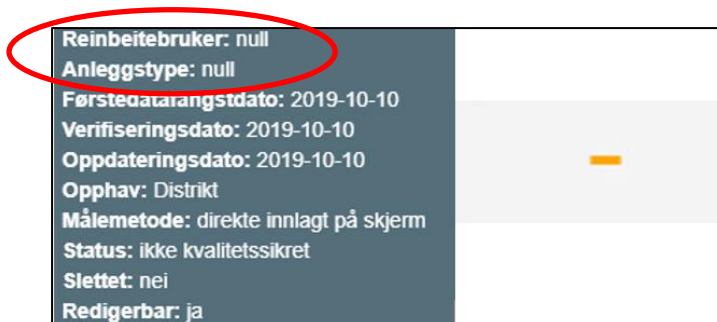 Reinbeitebruker: null
Anleggstype: null
Førstedatafangstdato: 2019-10-10
Verifiseringsdato: 2019-10-10
Oppdateringsdato: 2019-10-10
Opphav: Distrikt
Målemetode: direkte innlagt på skjerm
Status: ikke kvalitetssikret
Slettet: nei
Redigerbar: ja